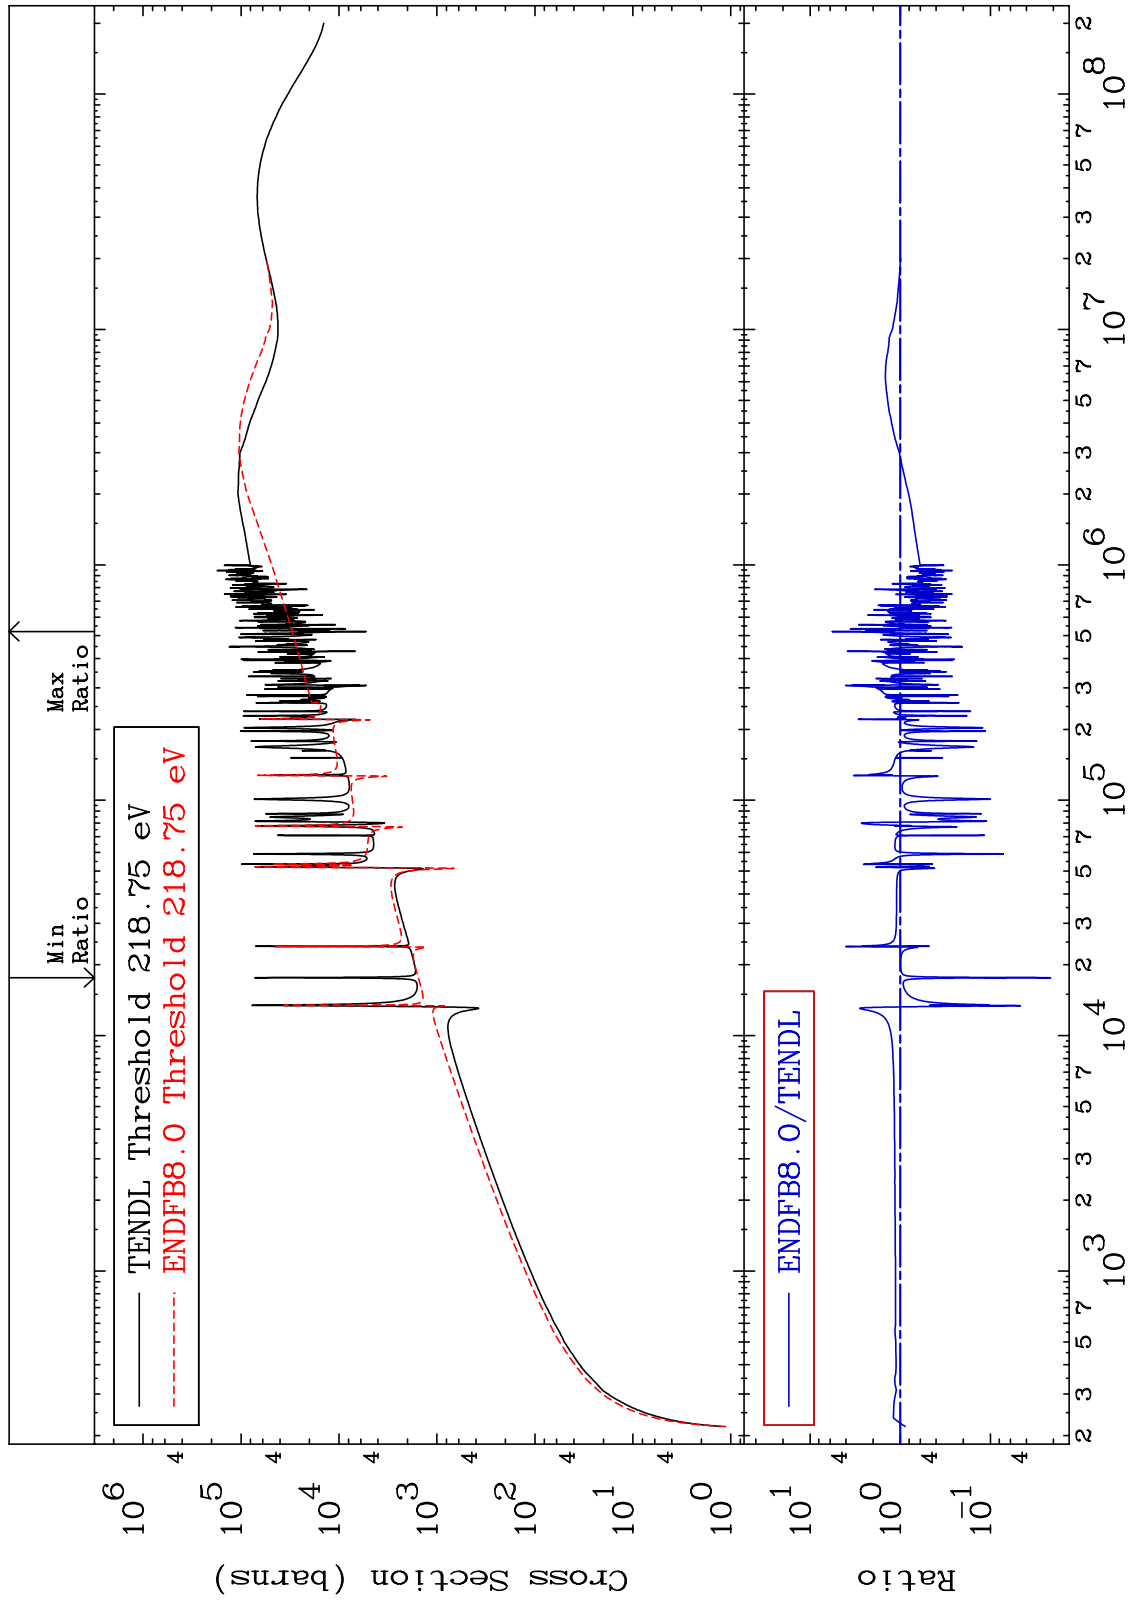 Max
Ratio
Min
Ratio
TENDL Threshold 218.75 eV
ENDFB8.0 Threshold 218.75 eV
Cross Section (barns)
10^6
4
10^5
4
10^4
4
10^3
4
10^2
4
10^1
4
10^0
ENDFB8.0/TENDL
Ratio
10^1
4
10^0
4
10^-1
2 3 5 7 10^3 2 3 5 7 10^4 2 3 5 7 10^5 2 3 5 7 10^6 2 3 5 7 10^7 2 3 5 7 10^8 2